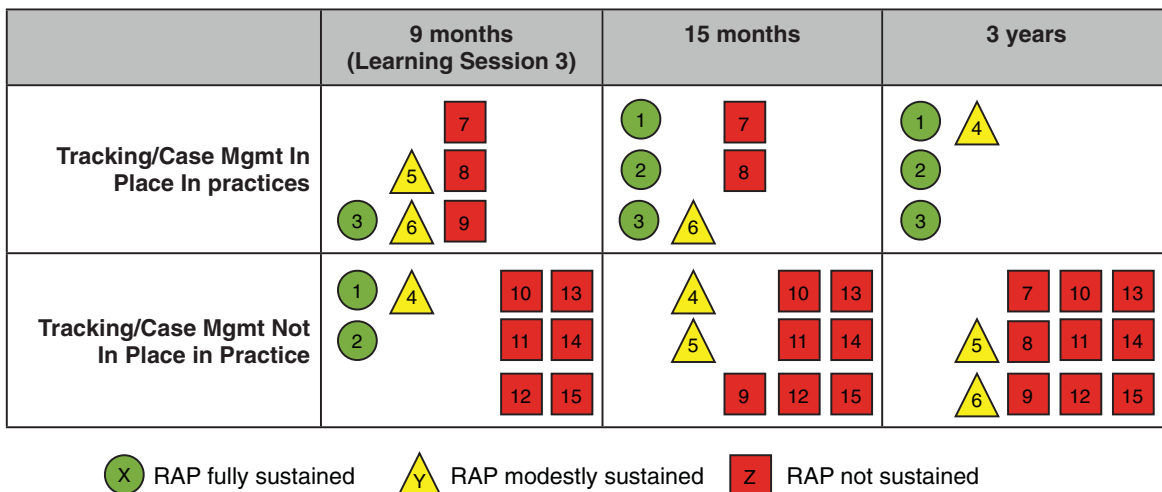 9 months
(Learning Session 3)
15 months
3 years
Tracking/Case Mgmt In
Place In practices
7
5 8
3 6 9
1 7
2 8
3 6
1 4
2
3
Tracking/Case Mgmt Not
In Place in Practice
1 4 10 13
2 11 14
12 15
4 10 13
5 11 14
9 12 15
7 10 13
5 8 11 14
6 9 12 15
X RAP fully sustained Y RAP modestly sustained Z RAP not sustained